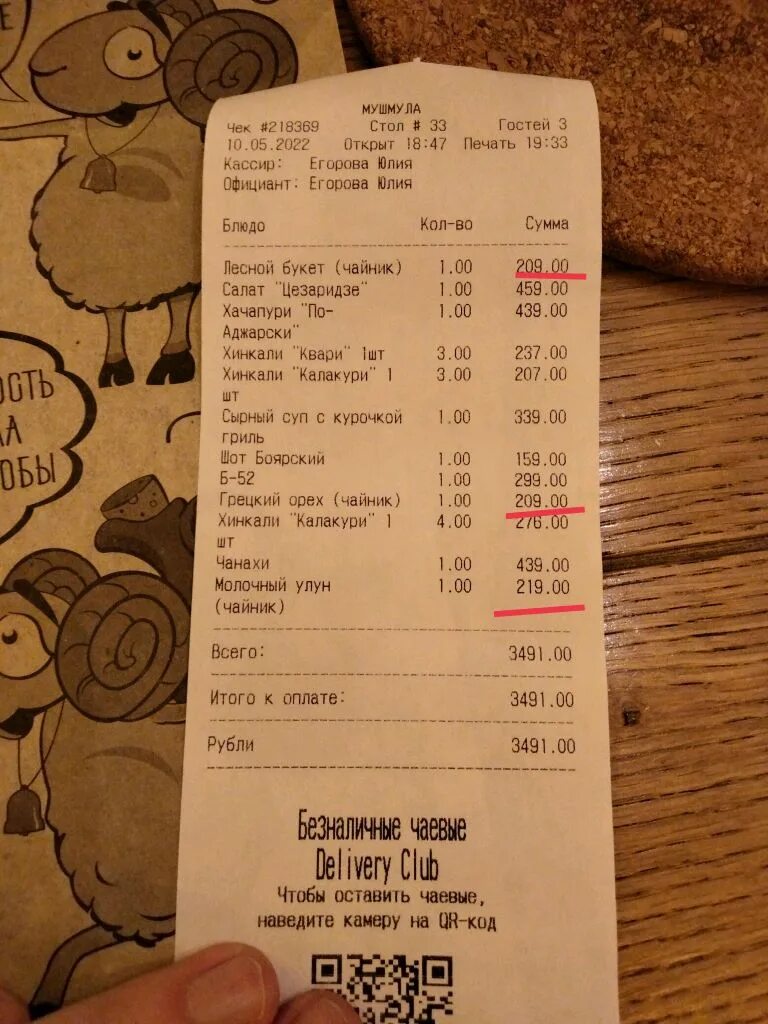 Е
МУШМУЛА
Чек #218369 Стол # 33 Гостей 3
10.05.2022 Открыт 18:47 Печать 19:33
Кассир: Егорова Юлия
Официант: Егорова Юлия
Блюдо Кол-во Сумма
Лесной букет (чайник) 1.00 209.00
Салат "Цезаридзе" 1.00 459.00
Хачапури "По- 1.00 439.00
Аджарски"
Хинкали "Квари" 1шт 3.00 237.00
Хинкали "Калакури" 1 3.00 207.00
шт
Сырный суп с курочкой 1.00 339.00
гриль
Шот Боярский 1.00 159.00
Б-52 1.00 299.00
Грецкий орех (чайник) 1.00 209.00
Хинкали "Калакури" 1 4.00 276.00
шт
Чанахи 1.00 439.00
Молочный улун 1.00 219.00
(чайник)
Всего: 3491.00
Итого к оплате: 3491.00
Рубли 3491.00
Безналичные чаевые
Delivery Club
Чтобы оставить чаевые,
наведите камеру на QR-код
ОСТЬ
ОБЫ